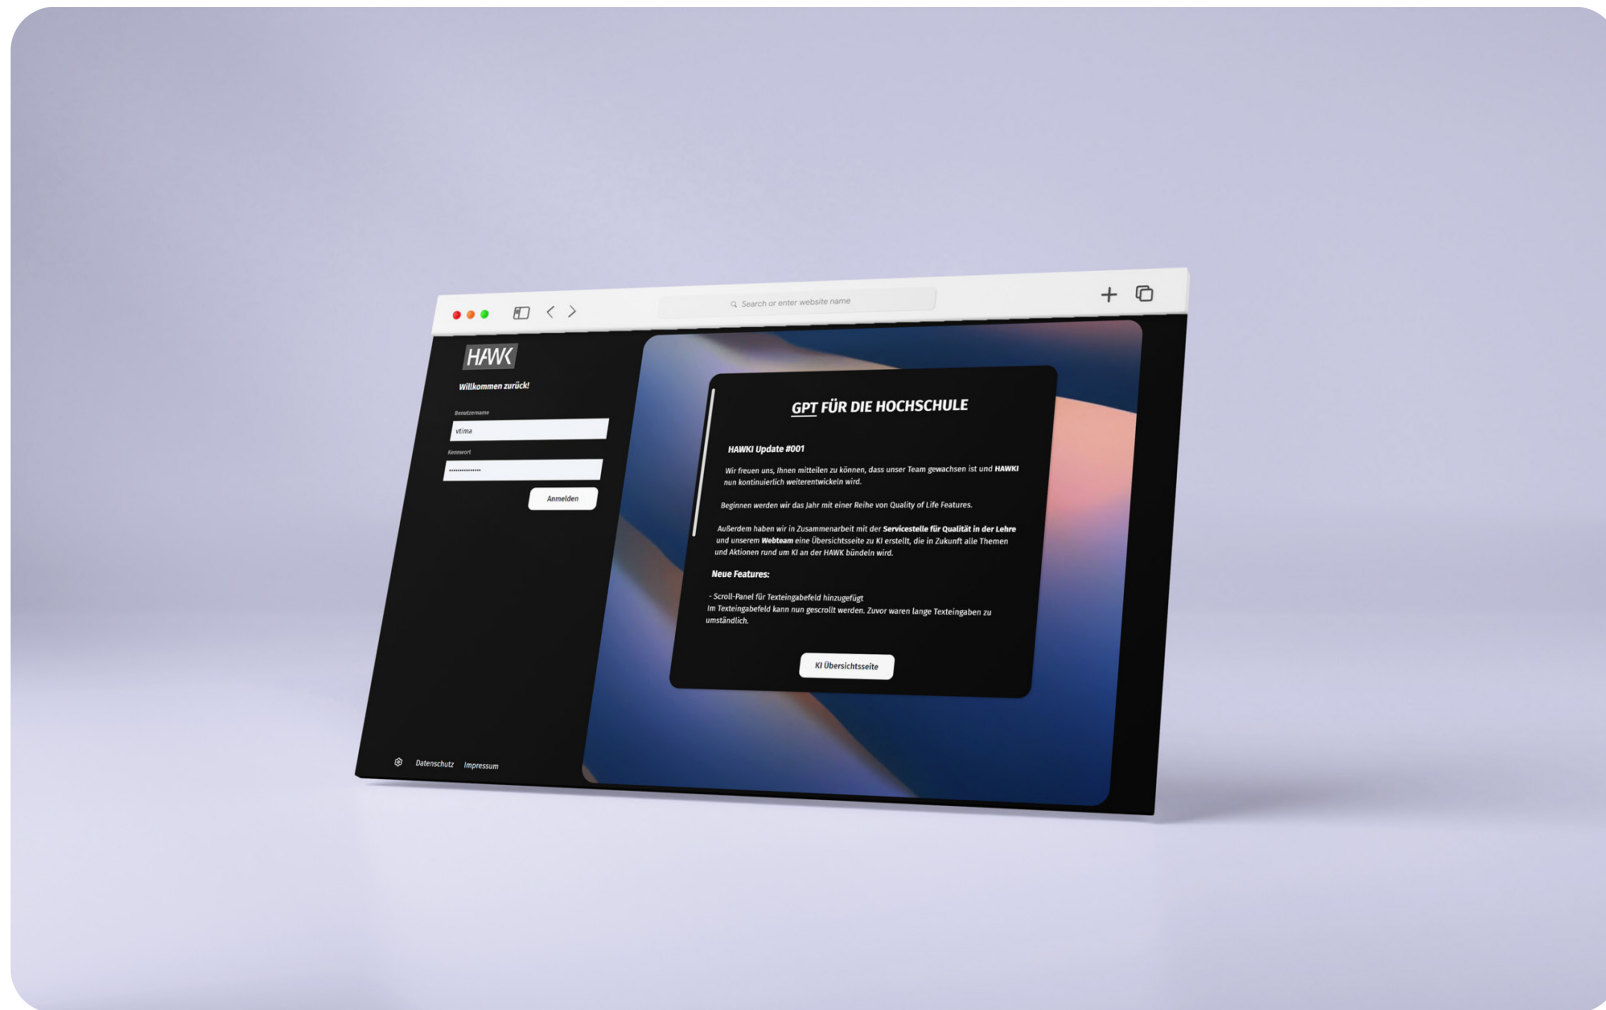 Search or enter website name
HAWK
Willkommen zurück!
Benutzername
vtima
Kennwort
Anmelden
Datenschutz Impressum
GPT FÜR DIE HOCHSCHULE
HAWKI Update #001
Wir freuen uns, Ihnen mitteilen zu können, dass unser Team gewachsen ist und HAWKI
nun kontinuierlich weiterentwickeln wird.
Beginnen werden wir das Jahr mit einer Reihe von Quality of Life Features.
Außerdem haben wir in Zusammenarbeit mit der Servicestelle für Qualität in der Lehre
und unserem Webteam eine Übersichtsseite zu KI erstellt, die in Zukunft alle Themen
und Aktionen rund um KI an der HAWK bündeln wird.
Neue Features:
- Scroll-Panel für Texteingabefeld hinzugefügt
Im Texteingabefeld kann nun gescrollt werden. Zuvor waren lange Texteingaben zu
umständlich.
KI Übersichtsseite